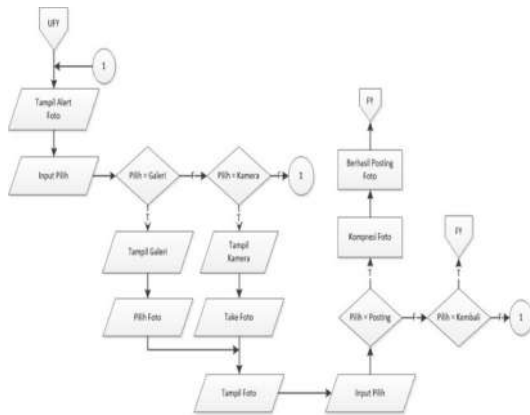 UFY
1
Tampil Alert
Foto
Input Pilih
Pilih = Galeri
F
Pilih = Kamera
F
1
T
T
Tampil Galeri
Tampil
Kamera
Pilih Foto
Take Foto
Tampil Foto
Input Pilih
Pilih = Posting
F
Pilih = Kembali
F
1
T
T
Kompresi Foto
FY
Berhasil Posting
Foto
FY